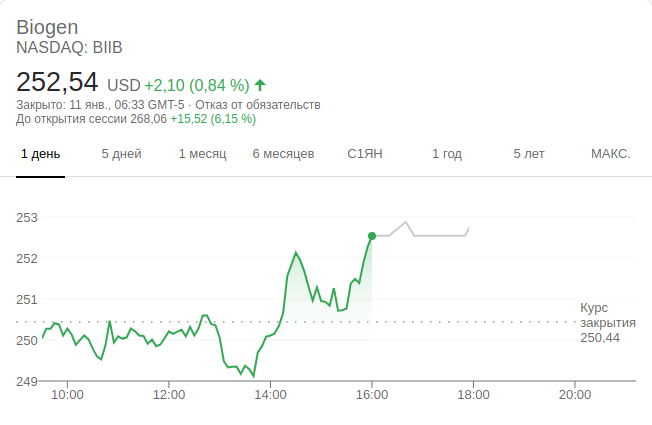 Biogen
NASDAQ: BIIB
252,54 USD +2,10 (0,84 %)
Закрыто: 11 янв., 06:33 GMT-5 · Отказ от обязательств
До открытия сессии 268,06 +15,52 (6,15 %)
1 день 5 дней 1 месяц 6 месяцев С1ЯН 1 год 5 лет МАКС.
253
252
251
250
249
Курс
закрытия
250,44
10:00 12:00 14:00 16:00 18:00 20:00